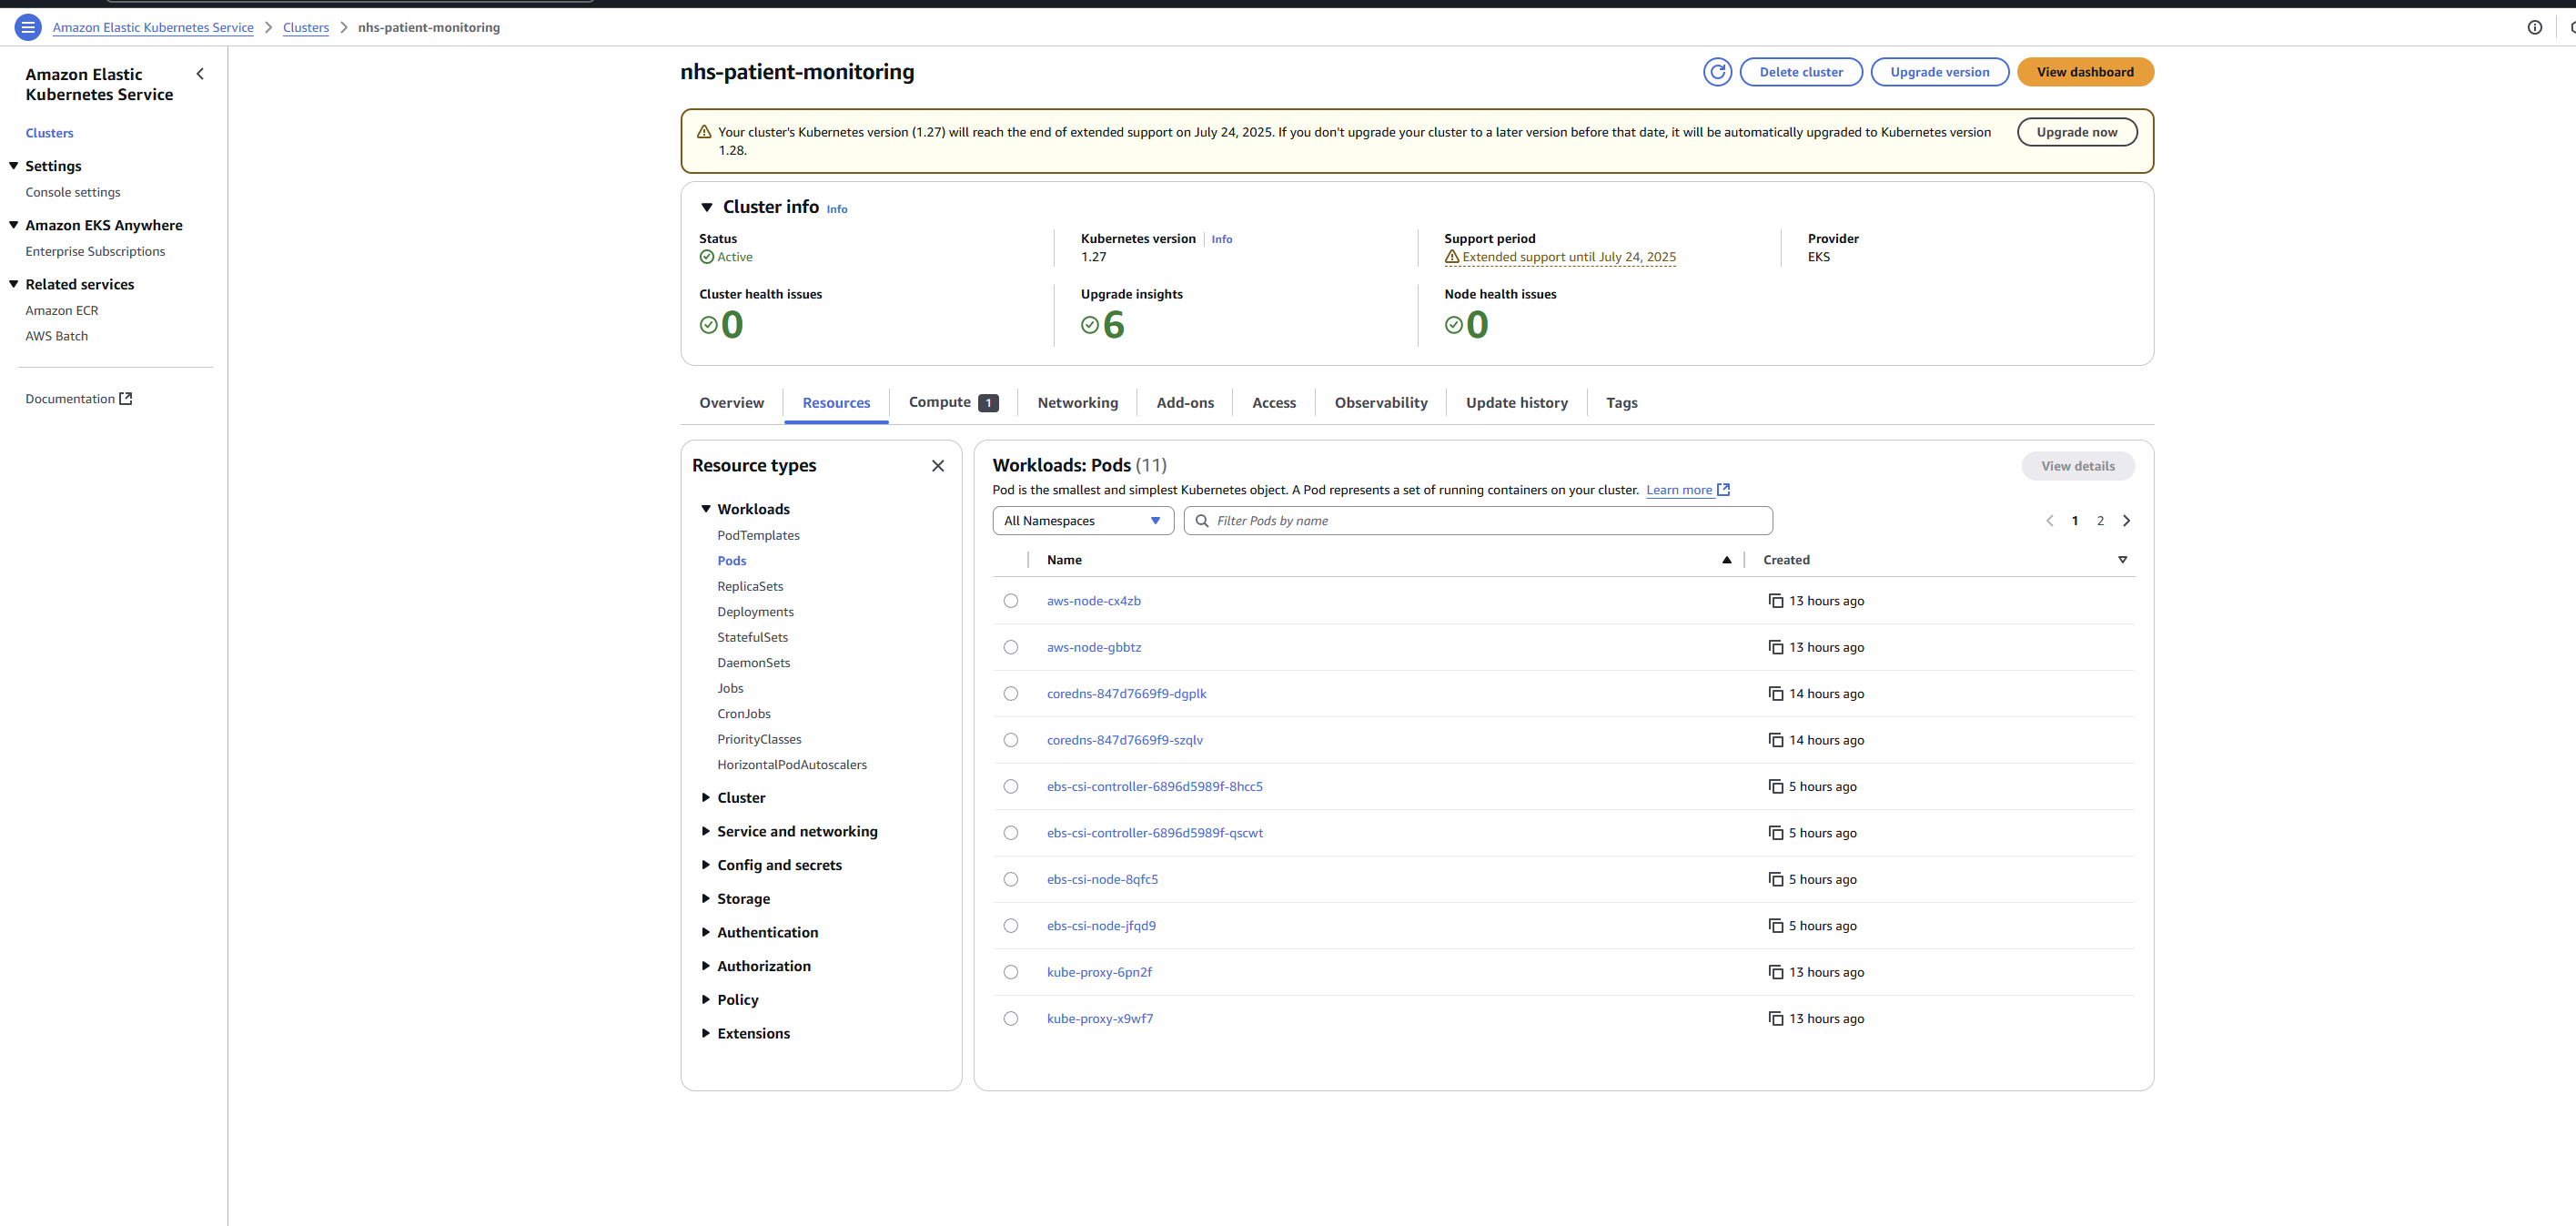 Amazon Elastic Kubernetes Service > Clusters > nhs-patient-monitoring
Amazon Elastic
Kubernetes Service
Clusters
Settings
Console settings
Amazon EKS Anywhere
Enterprise Subscriptions
Related services
Amazon ECR
AWS Batch
Documentation
nhs-patient-monitoring
Delete cluster
Upgrade version
View dashboard
Your cluster's Kubernetes version (1.27) will reach the end of extended support on July 24, 2025. If you don't upgrade your cluster to a later version before that date, it will be automatically upgraded to Kubernetes version
1.28.
Upgrade now
Cluster info Info
Status
Active
Kubernetes version Info
1.27
Support period
Extended support until July 24, 2025
Provider
EKS
Cluster health issues
0
Upgrade insights
6
Node health issues
0
Overview
Resources
Compute 1
Networking
Add-ons
Access
Observability
Update history
Tags
Resource types
Workloads
PodTemplates
Pods
ReplicaSets
Deployments
StatefulSets
DaemonSets
Jobs
CronJobs
PriorityClasses
HorizontalPodAutoscalers
Cluster
Service and networking
Config and secrets
Storage
Authentication
Authorization
Policy
Extensions
Workloads: Pods (11)
View details
Pod is the smallest and simplest Kubernetes object. A Pod represents a set of running containers on your cluster. Learn more
All Namespaces
Filter Pods by name
1 2
Name Created
aws-node-cx4zb 13 hours ago
aws-node-gbbtz 13 hours ago
coredns-847d7669f9-dgplk 14 hours ago
coredns-847d7669f9-szqlv 14 hours ago
ebs-csi-controller-6896d5989f-8hcc5 5 hours ago
ebs-csi-controller-6896d5989f-qscwt 5 hours ago
ebs-csi-node-8qfc5 5 hours ago
ebs-csi-node-jfqd9 5 hours ago
kube-proxy-6pn2f 13 hours ago
kube-proxy-x9wf7 13 hours ago